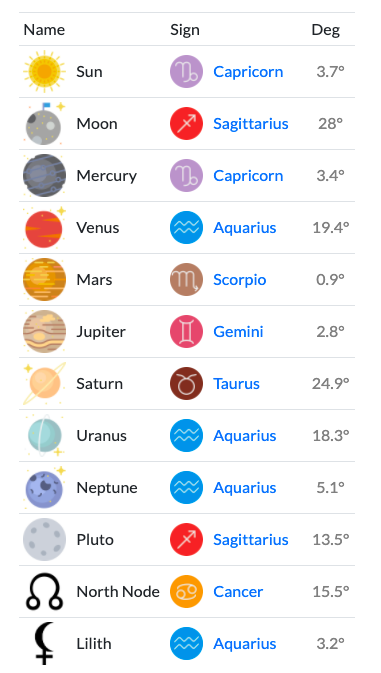 Name Sign Deg
Sun Capricorn 3.7°
Moon Sagittarius 28°
Mercury Capricorn 3.4°
Venus Aquarius 19.4°
Mars Scorpio 0.9°
Jupiter Gemini 2.8°
Saturn Taurus 24.9°
Uranus Aquarius 18.3°
Neptune Aquarius 5.1°
Pluto Sagittarius 13.5°
North Node Cancer 15.5°
Lilith Aquarius 3.2°